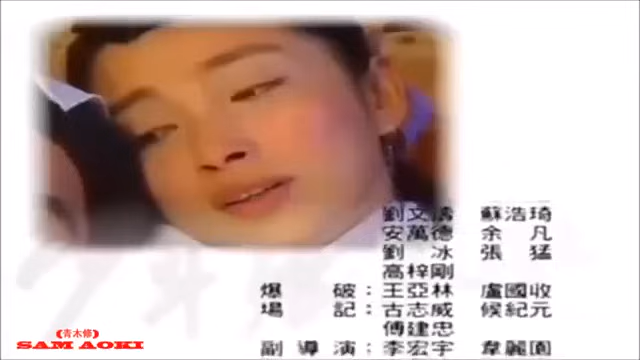 劉文濤 蘇浩琦
安萬德 余 凡
劉 冰 張 猛
高梓剛
爆 破：王亞林 盧國收
場 記：古志威 候紀元
傅建忠
副導演：李宏宇 韋麗園
《青木修》
SAM AOKI